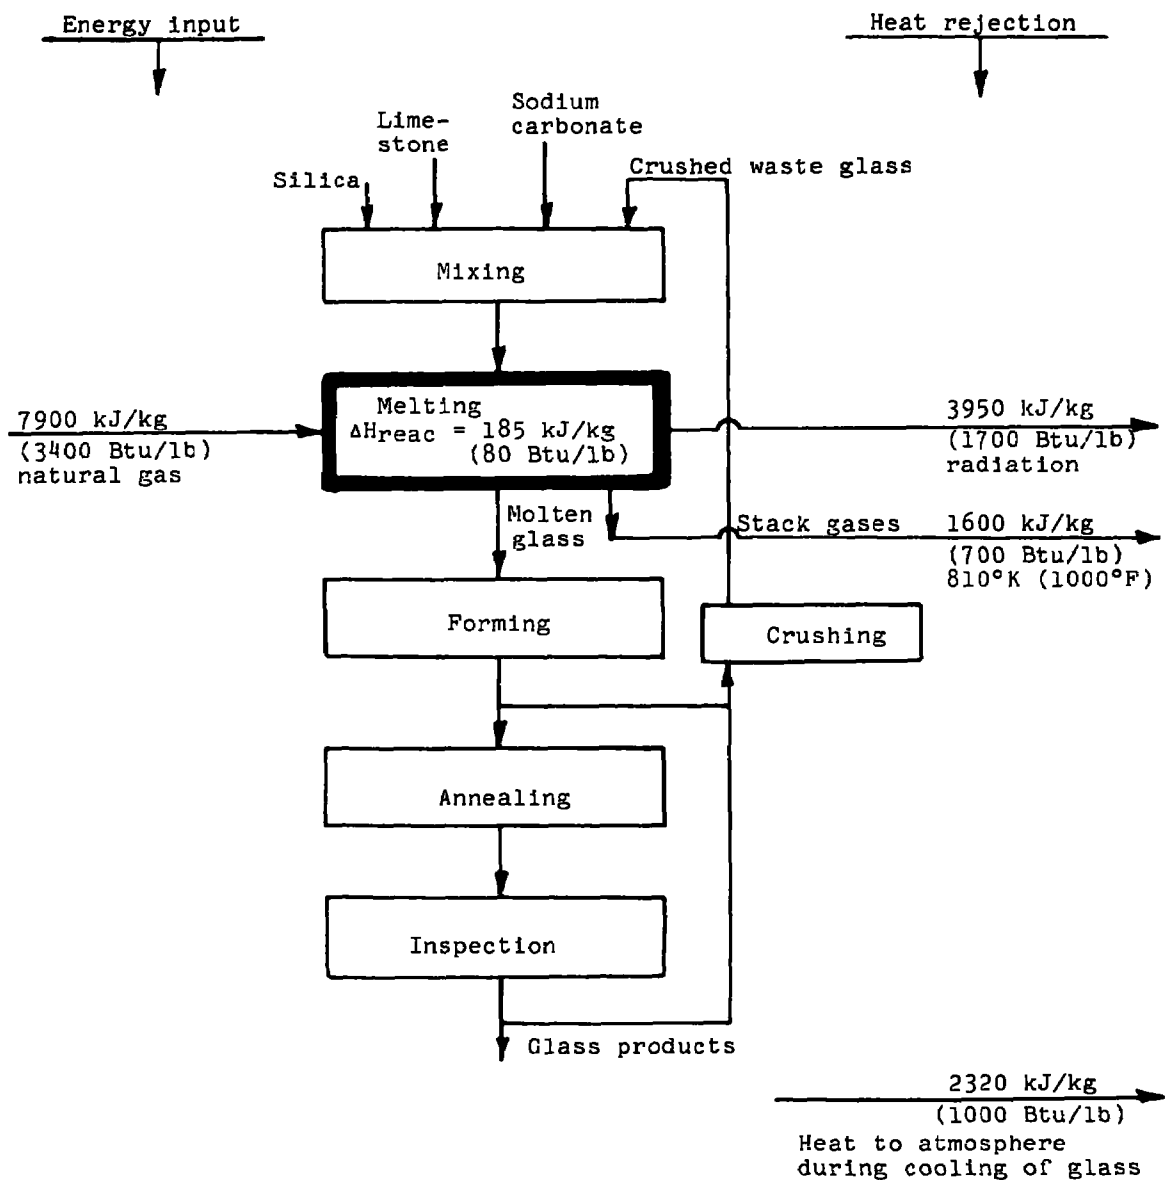 Energy input
Heat rejection
Sodium
carbonate
Lime-
stone
Silica
Crushed waste glass
Mixing
7900 kJ/kg
(3400 Btu/lb)
natural gas
Melting
ΔHreac = 185 kJ/kg
(80 Btu/lb)
3950 kJ/kg
(1700 Btu/lb)
radiation
Molten
glass
Stack gases
1600 kJ/kg
(700 Btu/lb)
810°K (1000°F)
Forming
Crushing
Annealing
Inspection
Glass products
2320 kJ/kg
(1000 Btu/lb)
Heat to atmosphere
during cooling of glass